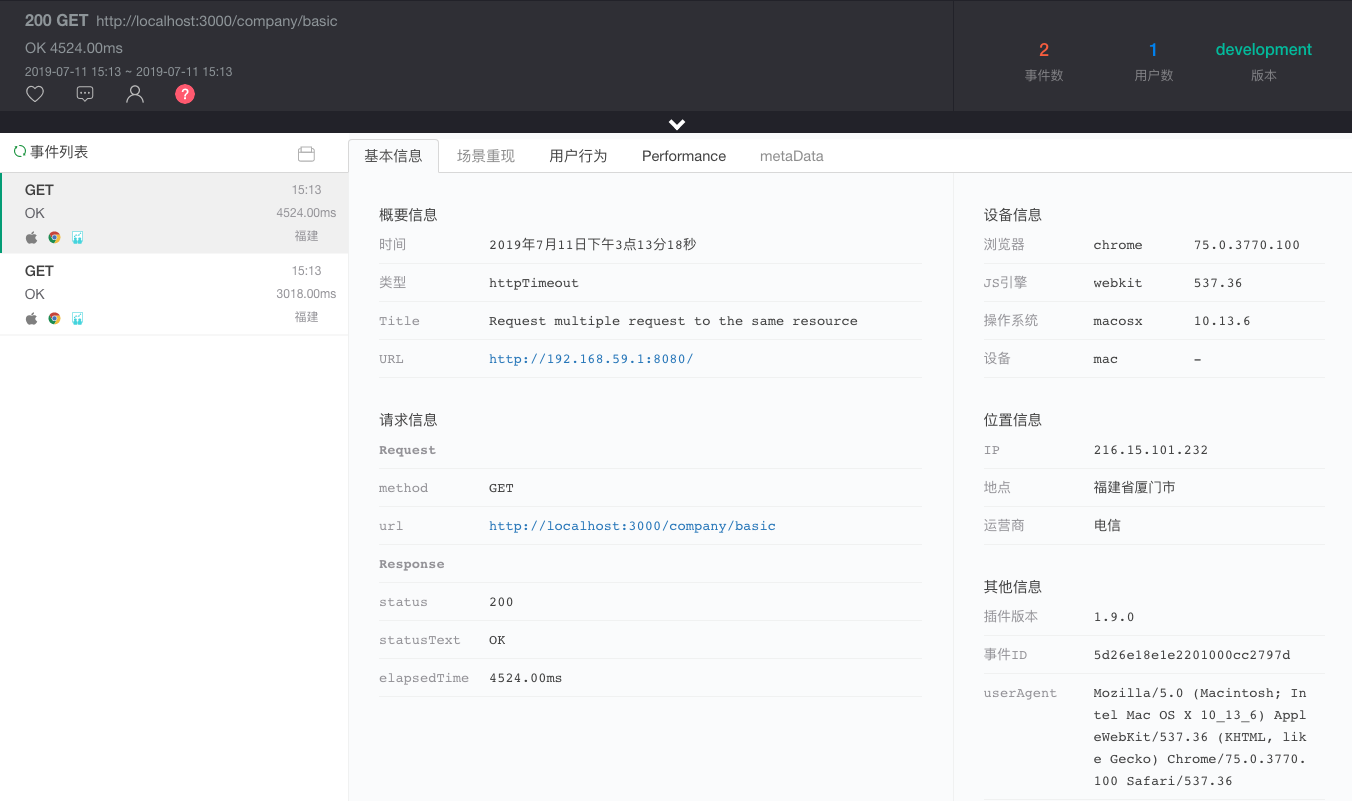 200 GET http://localhost:3000/company/basic
OK 4524.00ms
2019-07-11 15:13 ~ 2019-07-11 15:13
?
2
事件数
1
用户数
development
版本
事件列表
GET 15:13
OK 4524.00ms
福建
GET 15:13
OK 3018.00ms
福建
基本信息 场景重现 用户行为 Performance metaData
概要信息
时间 2019年7月11日下午3点13分18秒
类型 httpTimeout
Title Request multiple request to the same resource
URL http://192.168.59.1:8080/
请求信息
Request
method GET
url http://localhost:3000/company/basic
Response
status 200
statusText OK
elapsedTime 4524.00ms
设备信息
浏览器 chrome 75.0.3770.100
JS引擎 webkit 537.36
操作系统 macosx 10.13.6
设备 mac –
位置信息
IP 216.15.101.232
地点 福建省厦门市
运营商 电信
其他信息
插件版本 1.9.0
事件ID 5d26e18e1e2201000cc2797d
userAgent Mozilla/5.0 (Macintosh; In
tel Mac OS X 10_13_6) Appl
eWebKit/537.36 (KHTML, lik
e Gecko) Chrome/75.0.3770.
100 Safari/537.36